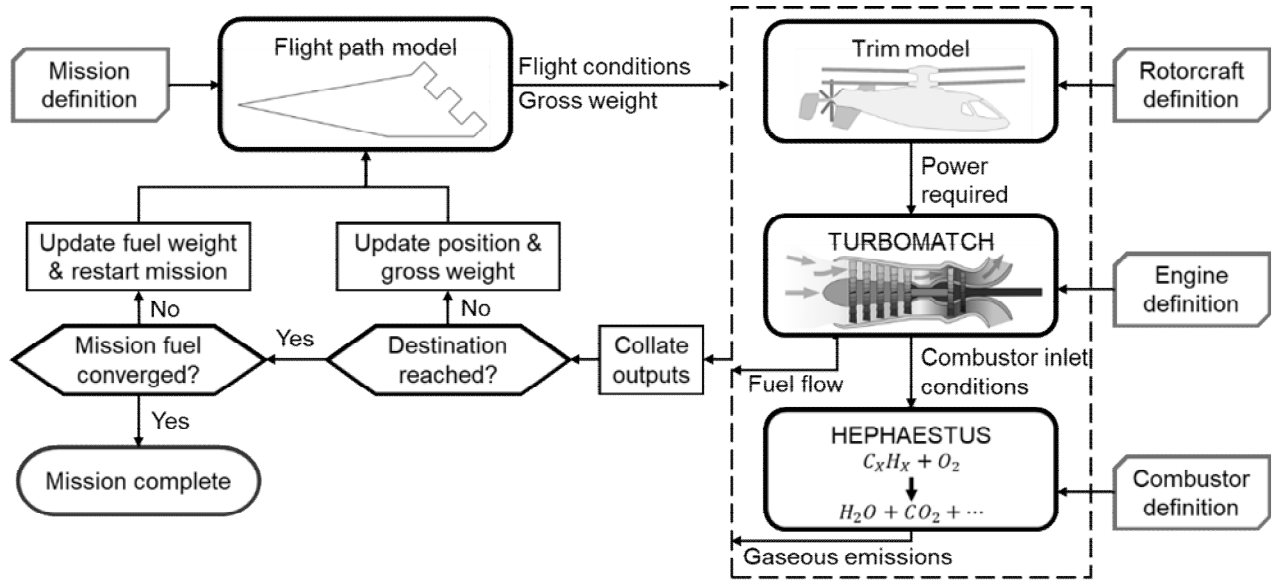 Mission
definition
Flight path model
Flight conditions
Gross weight
Trim model
Rotorcraft
definition
Power
required
Update fuel weight
& restart mission
Update position &
gross weight
TURBOMATCH
Engine
definition
No
No
Mission fuel
converged?
Yes
Destination
reached?
Collate
outputs
Fuel flow
Combustor inlet
conditions
Yes
Mission complete
HEPHAESTUS
C_XH_X + O_2
H_2O + CO_2 + ⋯
Combustor
definition
Gaseous emissions